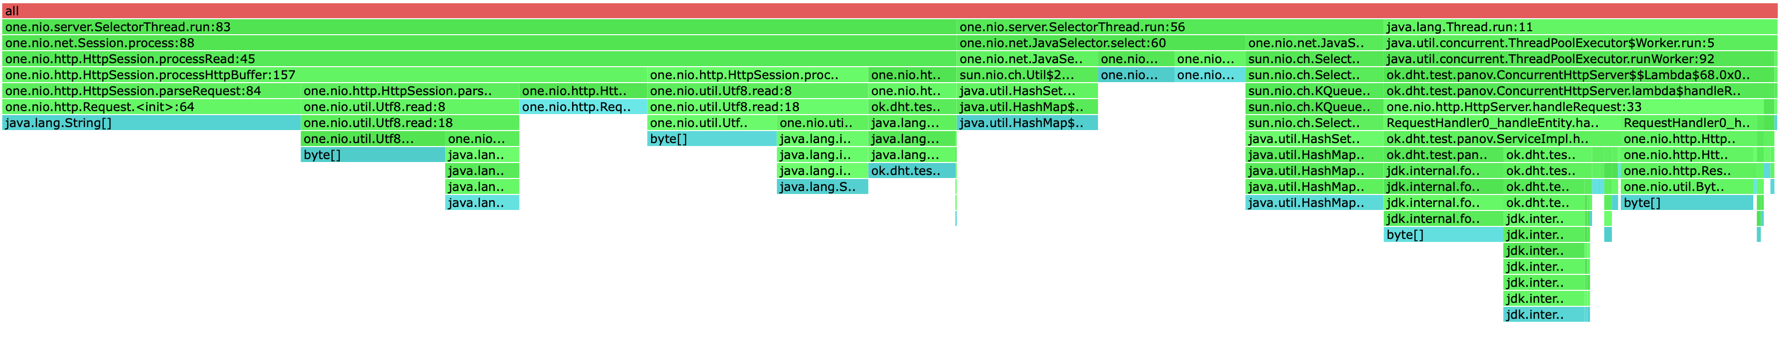 all
one.nio.server.SelectorThread.run:83 one.nio.server.SelectorThread.run:56 java.lang.Thread.run:11
one.nio.net.Session.process:88 one.nio.net.JavaSelector.select:60 one.nio.net.JavaS.. java.util.concurrent.ThreadPoolExecutor$Worker.run:5
one.nio.http.HttpSession.processRead:45 one.nio.net.JavaSe.. one.nio... one.nio... sun.nio.ch.Select.. java.util.concurrent.ThreadPoolExecutor.runWorker:92
one.nio.http.HttpSession.processHttpBuffer:157 one.nio.http.HttpSession.proc.. one.nio.ht.. sun.nio.ch.Util$2... one.nio... one.nio... sun.nio.ch.Select.. ok.dht.test.panov.ConcurrentHttpServer$$Lambda$68.0x0..
one.nio.http.HttpSession.parseRequest:84 one.nio.http.HttpSession.pars.. one.nio.http.Htt.. one.nio.util.Utf8.read:8 one.nio.ht.. java.util.HashSet.. sun.nio.ch.KQueue.. ok.dht.test.panov.ConcurrentHttpServer.lambda$handleR..
one.nio.http.Request.<init>:64 one.nio.util.Utf8.read:8 one.nio.http.Req.. one.nio.util.Utf8.read:18 ok.dht.te.. java.util.HashMap$.. sun.nio.ch.KQueue.. one.nio.http.HttpServer.handleRequest:33
java.lang.String[] one.nio.util.Utf8.read:18 one.nio.util.Utf.. one.nio.uti.. java.lang... java.util.HashMap$.. sun.nio.ch.Select.. RequestHandler0_handleEntity.ha.. RequestHandler0_h..
one.nio.util.Utf8... one.nio... byte[] java.lang.i.. java.lang... java.util.HashSet.. ok.dht.test.panov.ServiceImpl.h.. one.nio.http.Http..
byte[] java.lan.. java.lang.i.. java.lang... java.util.HashMap.. ok.dht.test.pan.. ok.dht.tes.. one.nio.http.Htt..
java.lan.. java.lang.i.. ok.dht.tes.. java.util.HashMap.. jdk.internal.fo.. ok.dht.tes.. one.nio.http.Res..
java.lan.. java.lang.S.. java.util.HashMap.. jdk.internal.fo.. ok.dht.te.. one.nio.util.Byt..
java.lan.. java.util.HashMap.. jdk.internal.fo.. ok.dht.te.. byte[]
jdk.internal.fo.. jdk.inter..
byte[] jdk.inter..
jdk.inter..
jdk.inter..
jdk.inter..
jdk.inter..
jdk.inter..